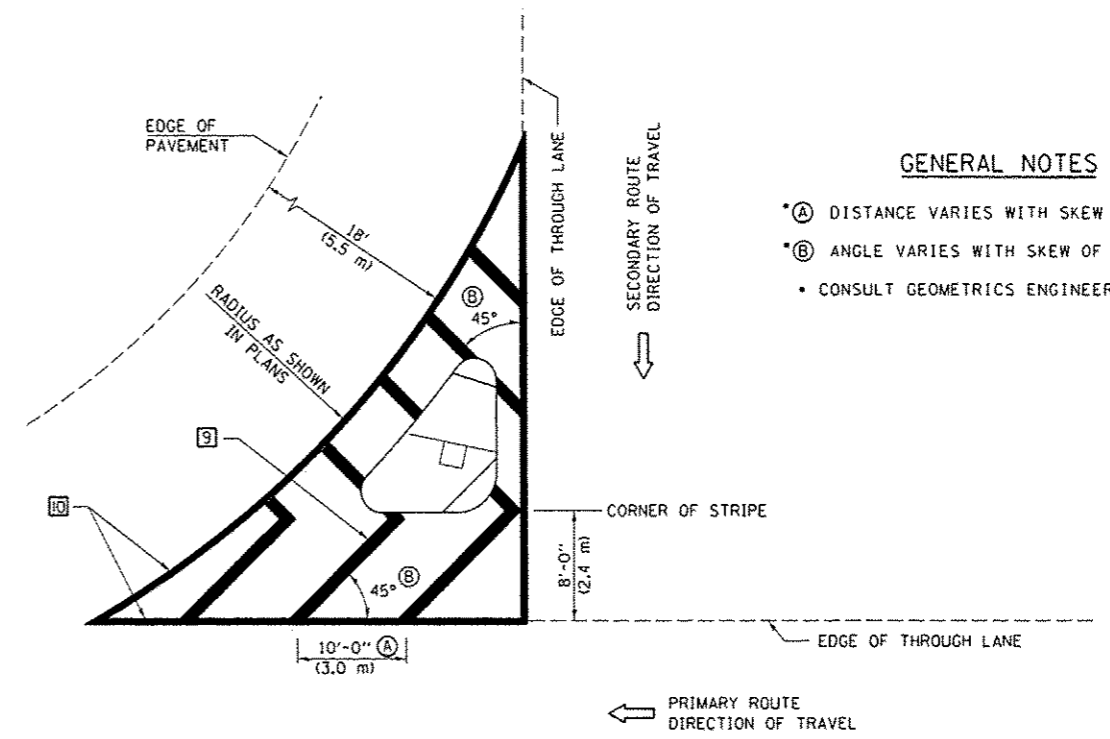 EDGE OF
PAVEMENT
18'
(5.5 m)
RADIUS AS SHOWN
IN PLANS
9
10
EDGE OF THROUGH LANE
SECONDARY ROUTE
DIRECTION OF TRAVEL
GENERAL NOTES
*Ⓐ DISTANCE VARIES WITH SKEW
*Ⓑ ANGLE VARIES WITH SKEW OF
• CONSULT GEOMETRICS ENGINEER
Ⓑ
45°
CORNER OF STRIPE
8'-0"
(2.4 m)
45° Ⓑ
10'-0" Ⓐ
(3.0 m)
EDGE OF THROUGH LANE
PRIMARY ROUTE
DIRECTION OF TRAVEL